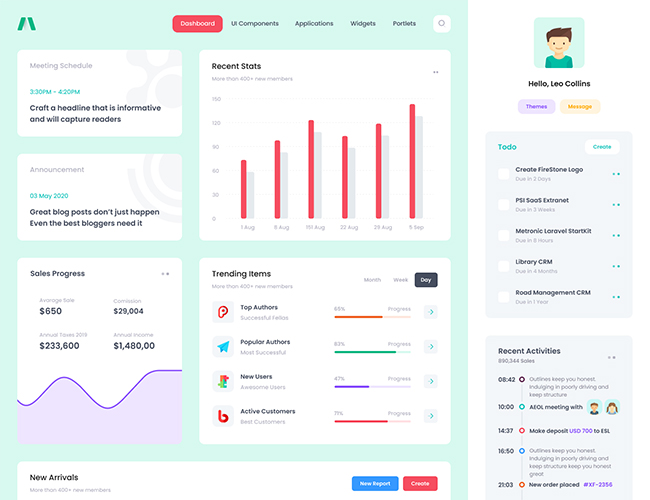 Dashboard
UI Components
Applications
Widgets
Portlets
Meeting Schedule
3:30PM - 4:20PM
Craft a headline that is informative
and will capture readers
Announcement
03 May 2020
Great blog posts don't just happen
Even the best bloggers need it
Recent Stats
More than 400+ new members
150
120
90
60
30
0
1 Aug
8 Aug
22 Aug
29 Aug
5 Sep
Sales Progress
Avarage Sale
$650
Comission
$29,004
Annual Taxes 2019
$233,600
Annual Income
$1,480,00
Trending Items
More than 400+ new members
Month
Week
Day
Top Authors
Successful Fellas
65%
Progress
Popular Authors
Most Successful
83%
Progress
New Users
Awesome Users
47%
Progress
Active Customers
Best Customers
71%
Progress
New Arrivals
More than 400+ new members
New Report
Create
Hello, Leo Collins
Themes
Message
Todo
Create
Create FireStone Logo
Due in 2 Days
PSI SaaS Extranet
Due in 3 Weeks
Metronic Laravel StartKit
Due in 8 Hours
Library CRM
Due in 4 Months
Road Management CRM
Due in 1 Year
Recent Activities
890,344 Sales
08:42
Outlines keep you honest.
Indulging in poorly driving and
keep structure
10:00
AEOL meeting with
14:37
Make deposit USD 700 to ESL
16:50
Outlines keep you honest.
Indulging in poorly driving and
keep structure keep you honest
great
21:03
New order placed #XF-2356